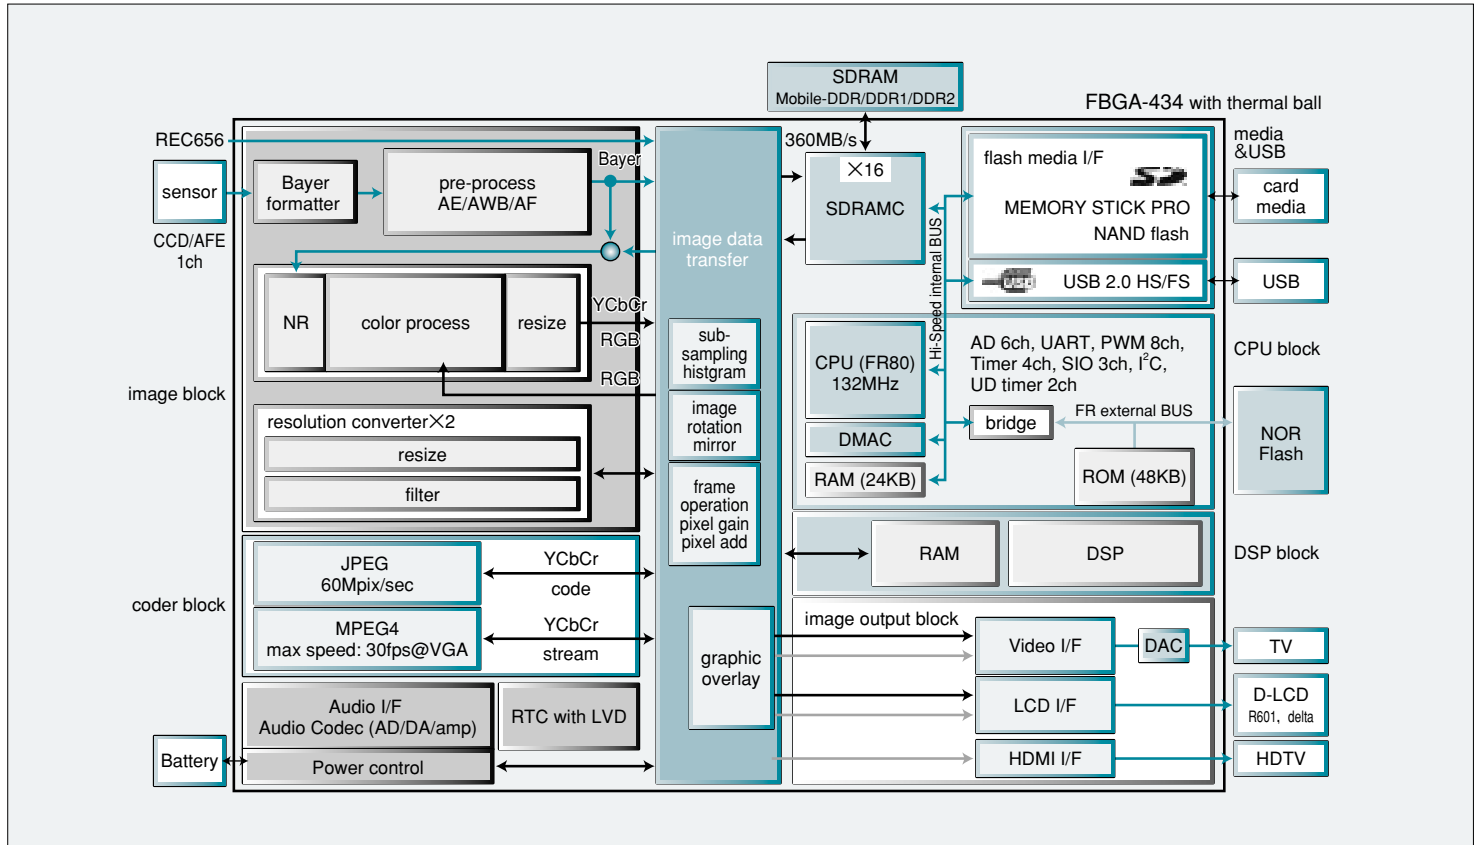 SDRAM
Mobile-DDR/DDR1/DDR2
FBGA-434 with thermal ball
REC656
sensor
CCD/AFE
1ch
Bayer
formatter
pre-process
AE/AWB/AF
Bayer
NR
color process
resize
YCbCr
RGB
RGB
image block
resolution converter×2
resize
filter
coder block
JPEG
60Mpix/sec
YCbCr
code
MPEG4
max speed: 30fps@VGA
YCbCr
stream
Audio I/F
Audio Codec (AD/DA/amp)
RTC with LVD
Battery
Power control
image data
transfer
sub-
sampling
histgram
image
rotation
mirror
frame
operation
pixel gain
pixel add
graphic
overlay
360MB/s
×16
SDRAMC
Hi-Speed internal BUS
flash media I/F
SD
MEMORY STICK PRO
NAND flash
USB 2.0 HS/FS
media
&USB
card
media
USB
CPU (FR80)
132MHz
DMAC
RAM (24KB)
AD 6ch, UART, PWM 8ch,
Timer 4ch, SIO 3ch, I²C,
UD timer 2ch
bridge
FR external BUS
ROM (48KB)
CPU block
NOR
Flash
RAM
DSP
DSP block
image output block
Video I/F
DAC
TV
LCD I/F
D-LCD
R601, delta
HDMI I/F
HDTV